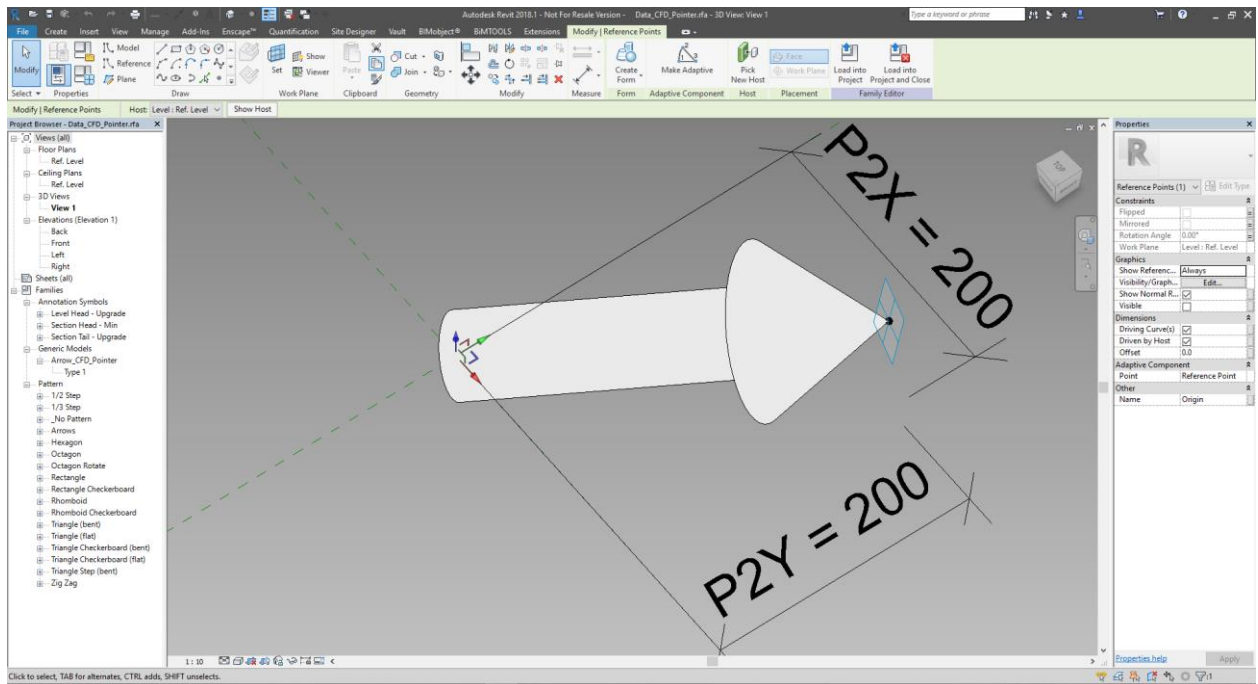 Autodesk Revit 2018.1 - Not For Resale Version - Data_CFD_Pointer.rfa - 3D View: View 1
Type a keyword or phrase
File Create Insert View Manage Add-Ins Enscape™ Quantification Site Designer Vault BIMobject® BiMTOOLS Extensions Modify | Reference Points
Modify
Model
Reference
Plane
Set
Show
Viewer
Paste
Cut
Join
Create Form
Make Adaptive
Pick New Host
Face
Work Plane
Load into Project
Load into Project and Close
Select Properties Draw Work Plane Clipboard Geometry Modify Measure Form Adaptive Component Host Placement Family Editor
Modify | Reference Points Host: Level : Ref. Level Show Host
Project Browser - Data_CFD_Pointer.rfa
Views (all)
Floor Plans
Ref. Level
Ceiling Plans
Ref. Level
3D Views
View 1
Elevations (Elevation 1)
Back
Front
Left
Right
Sheets (all)
Families
Annotation Symbols
Level Head - Upgrade
Section Head - Min
Section Tail - Upgrade
Generic Models
Arrow_CFD_Pointer
Type 1
Pattern
1/2 Step
1/3 Step
_No Pattern
Arrows
Hexagon
Octagon
Octagon Rotate
Rectangle
Rectangle Checkerboard
Rhomboid
Rhomboid Checkerboard
Triangle (bent)
Triangle (flat)
Triangle Checkerboard (bent)
Triangle Checkerboard (flat)
Triangle Step (bent)
Zig Zag
P2X = 200
P2Y = 200
TOP
Properties
R
Reference Points (1) Edit Type
Constraints
Flipped
Mirrored
Rotation Angle 0.00°
Work Plane Level : Ref. Level
Graphics
Show Referenc... Always
Visibility/Graph... Edit...
Show Normal R...
Visible
Dimensions
Driving Curve(s)
Driven by Host
Offset 0.0
Adaptive Component
Point Reference Point
Other
Name Origin
Properties help Apply
1 : 10
Click to select, TAB for alternates, CTRL adds, SHIFT unselects.
:1